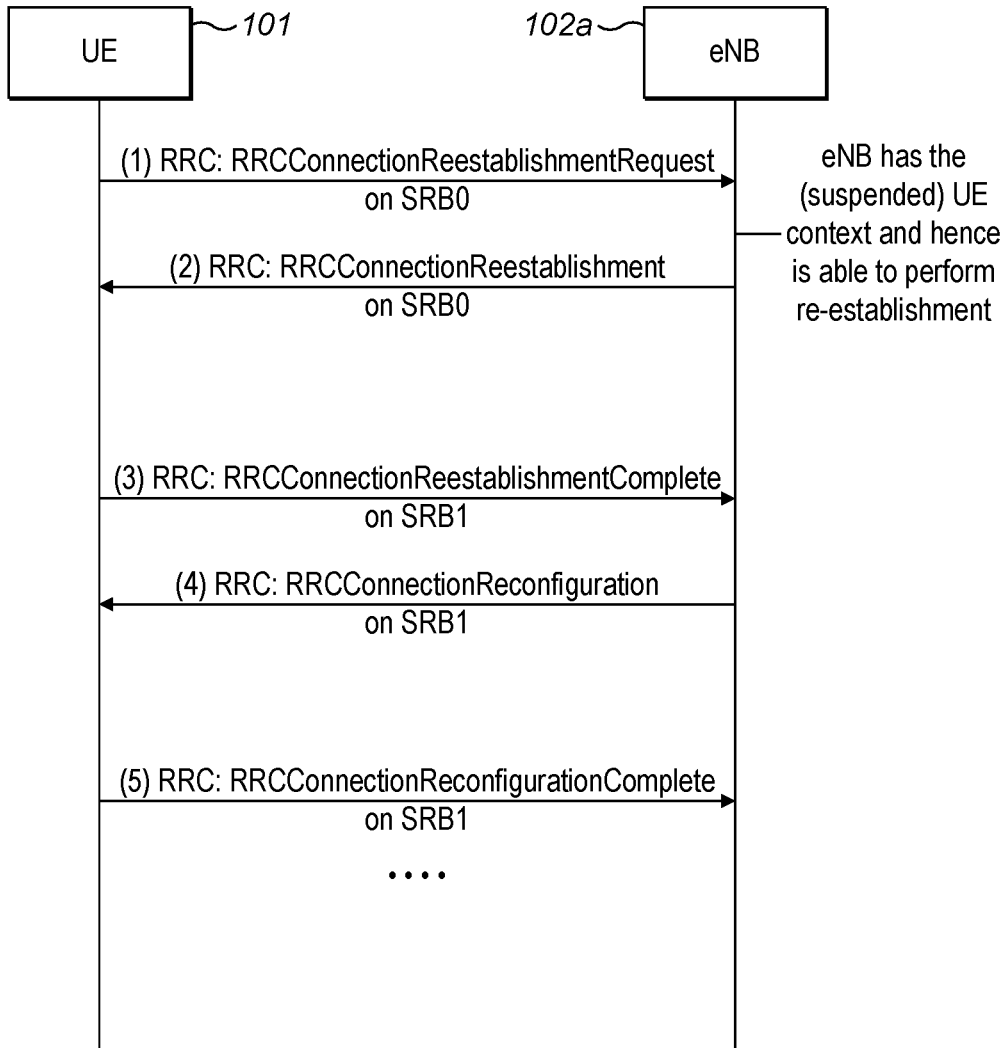 UE
101
102a
eNB
(1) RRC: RRCConnectionReestablishmentRequest
on SRB0
eNB has the
(suspended) UE
context and hence
is able to perform
re-establishment
(2) RRC: RRCConnectionReestablishment
on SRB0
(3) RRC: RRCConnectionReestablishmentComplete
on SRB1
(4) RRC: RRCConnectionReconfiguration
on SRB1
(5) RRC: RRCConnectionReconfigurationComplete
on SRB1
....